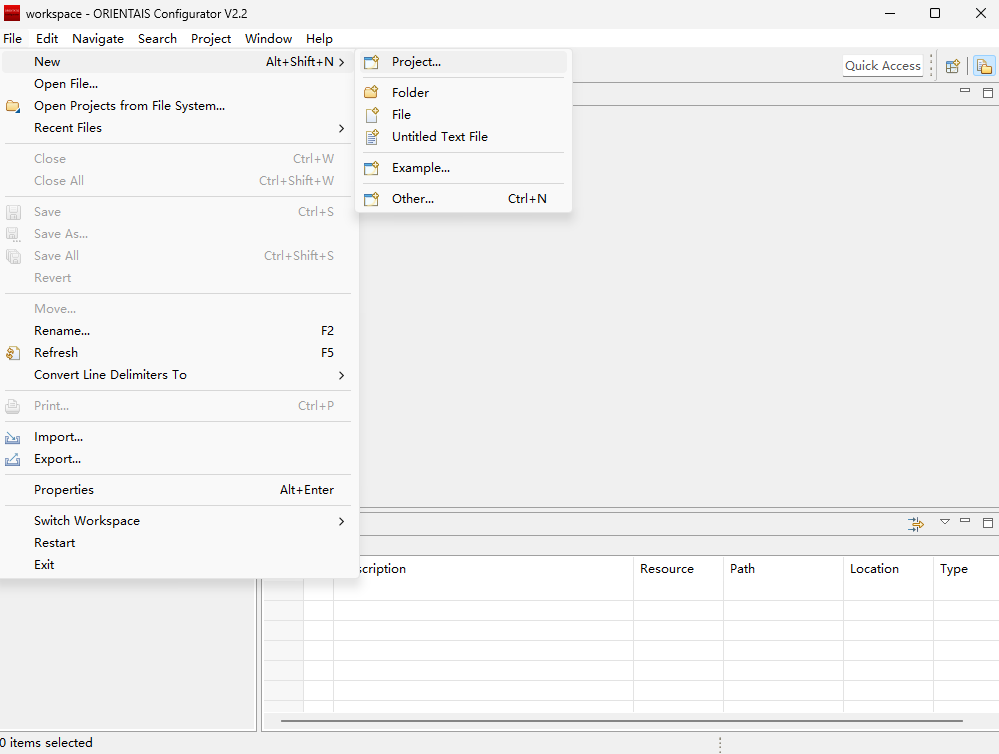 workspace - ORIENTAIS Configurator V2.2
File Edit Navigate Search Project Window Help
New Alt+Shift+N
Open File...
Open Projects from File System...
Recent Files
Close Ctrl+W
Close All Ctrl+Shift+W
Save Ctrl+S
Save As...
Save All Ctrl+Shift+S
Revert
Move...
Rename... F2
Refresh F5
Convert Line Delimiters To
Print... Ctrl+P
Import...
Export...
Properties Alt+Enter
Switch Workspace
Restart
Exit
Project...
Folder
File
Untitled Text File
Example...
Other... Ctrl+N
Quick Access
scription Resource Path Location Type
0 items selected